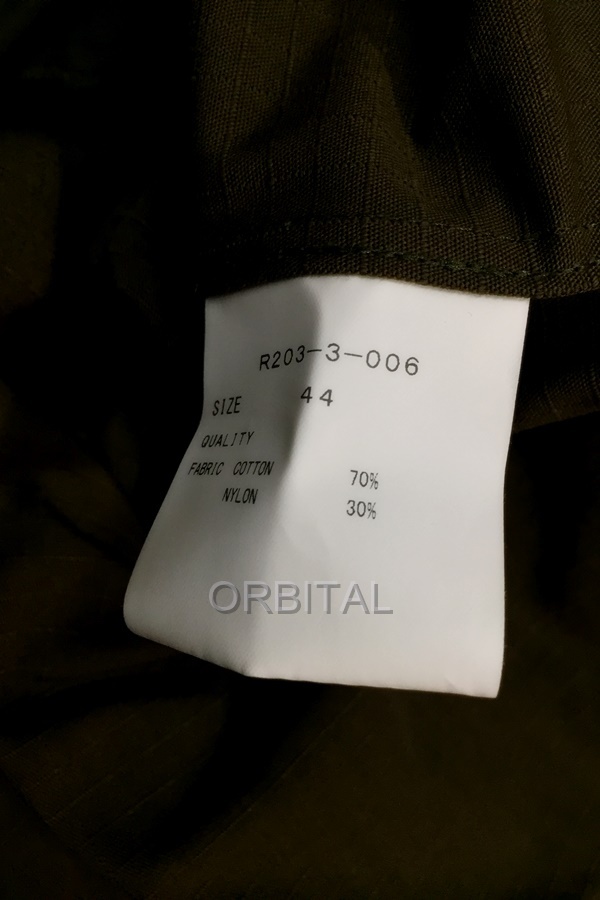 R203-3-006
SIZE 44
QUALITY
FABRIC COTTON 70%
NYLON 30%
ORBITAL